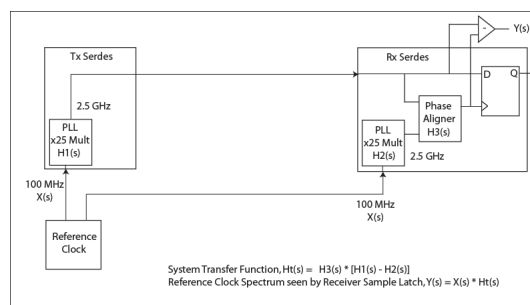 Y(s)
Tx Serdes
Rx Serdes
2.5 GHz
D
Q
PLL
x25 Mult
H1(s)
Phase
Aligner
H3(s)
PLL
x25 Mult
H2(s)
2.5 GHz
100 MHz
X(s)
100 MHz
X(s)
Reference
Clock
System Transfer Function, Ht(s) = H3(s) * [H1(s) - H2(s)]
Reference Clock Spectrum seen by Receiver Sample Latch, Y(s) = X(s) * Ht(s)